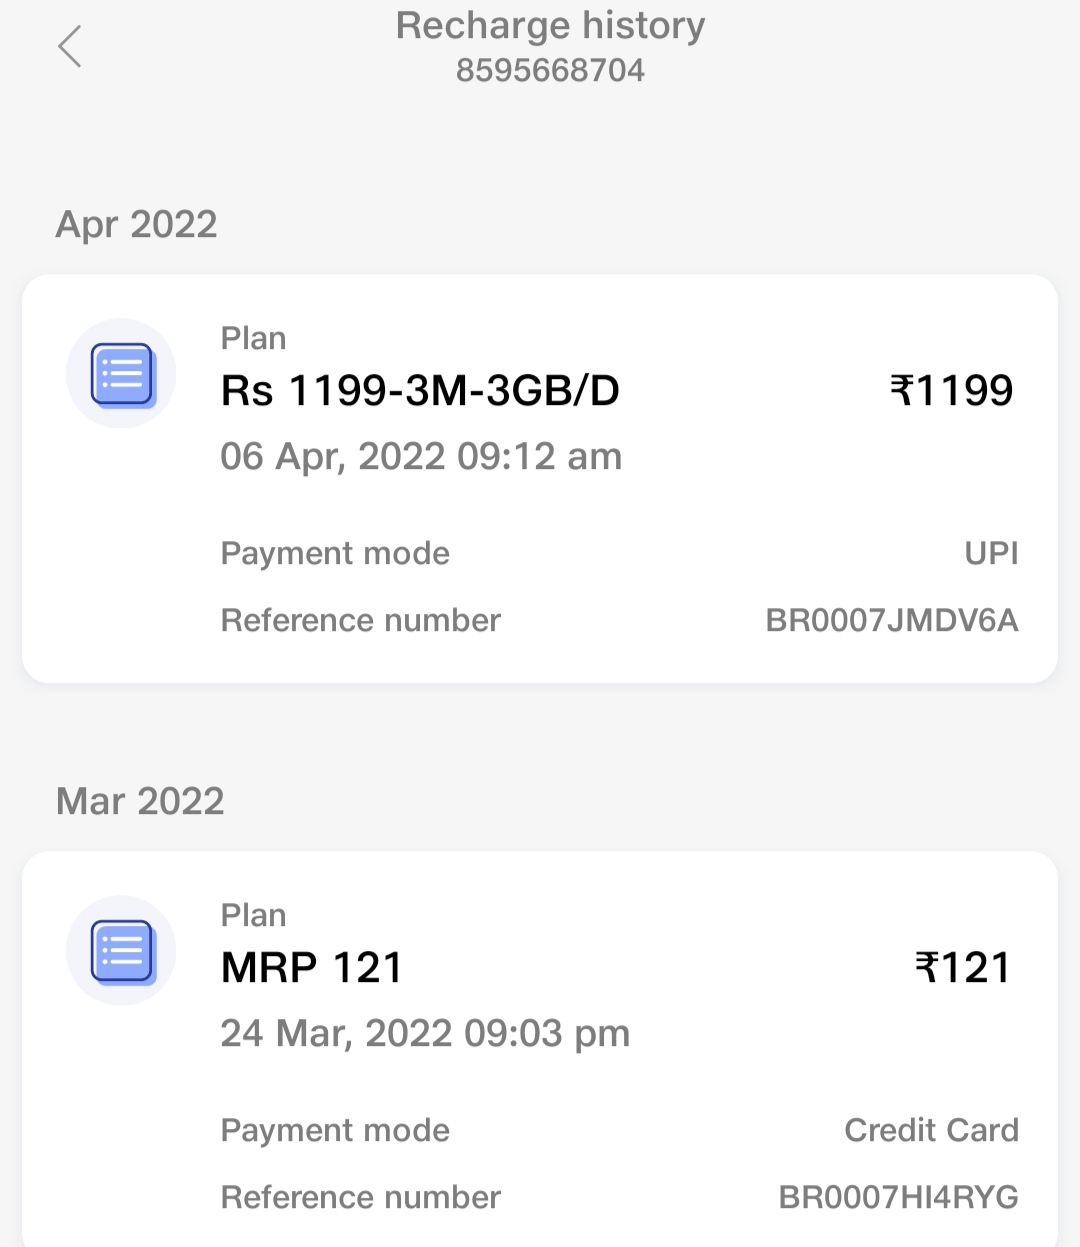 Recharge history
8595668704
Apr 2022
Plan
Rs 1199-3M-3GB/D ₹1199
06 Apr, 2022 09:12 am
Payment mode UPI
Reference number BR0007JMDV6A
Mar 2022
Plan
MRP 121 ₹121
24 Mar, 2022 09:03 pm
Payment mode Credit Card
Reference number BR0007HI4RYG